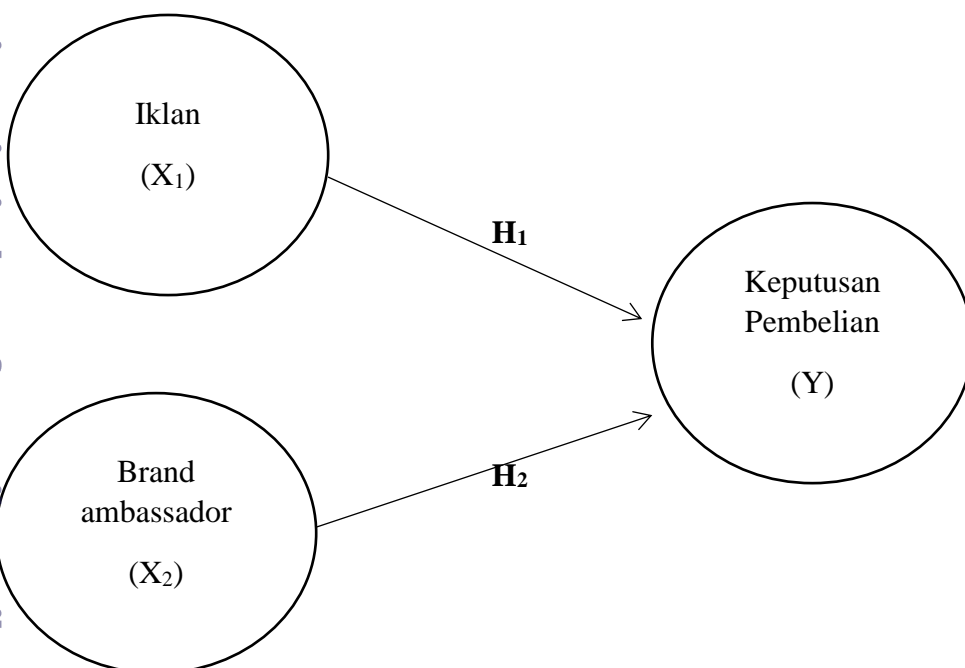 Iklan
(X₁)
H₁
Keputusan
Pembelian
(Y)
Brand
ambassador
(X₂)
H₂